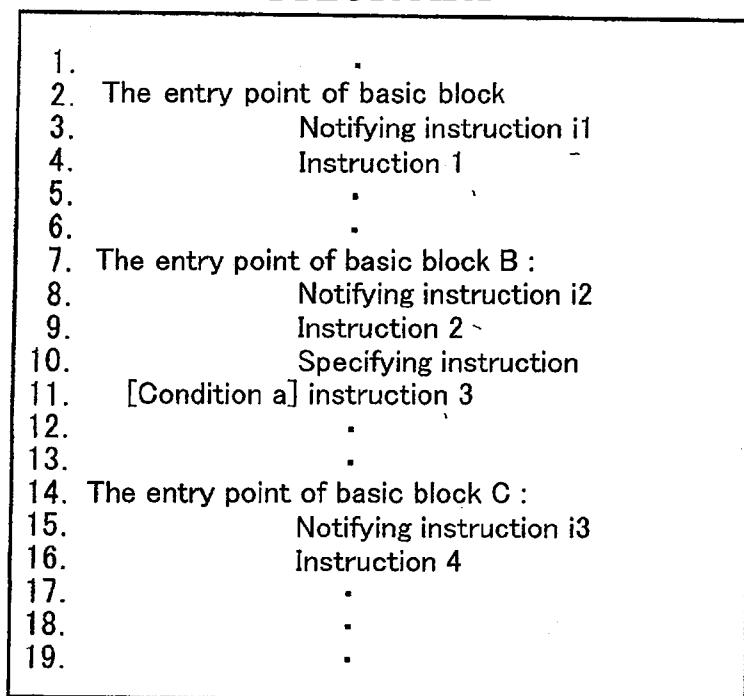 1. .
2. The entry point of basic block
3. Notifying instruction i1
4. Instruction 1
5. .
6. .
7. The entry point of basic block B :
8. Notifying instruction i2
9. Instruction 2
10. Specifying instruction
11. [Condition a] instruction 3
12. .
13. .
14. The entry point of basic block C :
15. Notifying instruction i3
16. Instruction 4
17. .
18. .
19. .